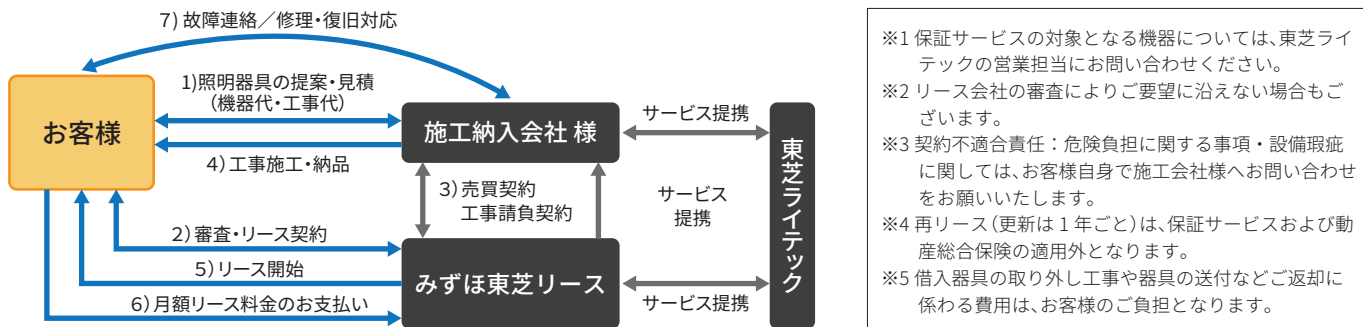 7) 故障連絡／修理・復旧対応
1)照明器具の提案・見積
（機器代・工事代）
お客様
施工納入会社 様
サービス提携
4）工事施工・納品
東芝ライテック
3）売買契約
工事請負契約
サービス
提携
2）審査・リース契約
5）リース開始
みずほ東芝リース
6）月額リース料金のお支払い
サービス提携
※1 保証サービスの対象となる機器については、東芝ライ
テックの営業担当にお問い合わせください。
※2 リース会社の審査によりご要望に沿えない場合もご
ざいます。
※3 契約不適合責任：危険負担に関する事項・設備瑕疵
に関しては、お客様自身で施工会社様へお問い合わせ
をお願いいたします。
※4 再リース（更新は 1 年ごと）は、保証サービスおよび動
産総合保険の適用外となります。
※5 借入器具の取り外し工事や器具の送付などご返却に
係わる費用は、お客様のご負担となります。